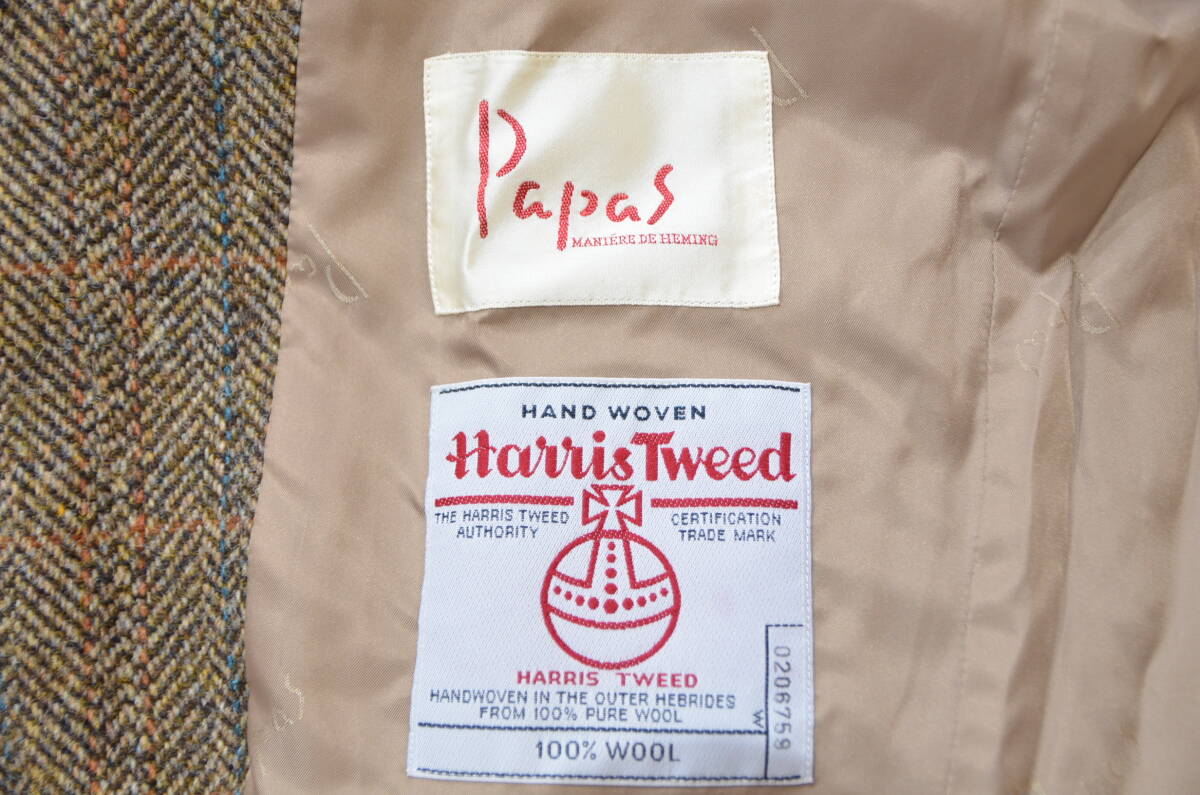 Papas
MANIÉRE DE HEMING
HAND WOVEN
Harris Tweed
THE HARRIS TWEED
AUTHORITY
CERTIFICATION
TRADE MARK
HARRIS TWEED
HANDWOVEN IN THE OUTER HEBRIDES
FROM 100% PURE WOOL
100% WOOL
W
0206759